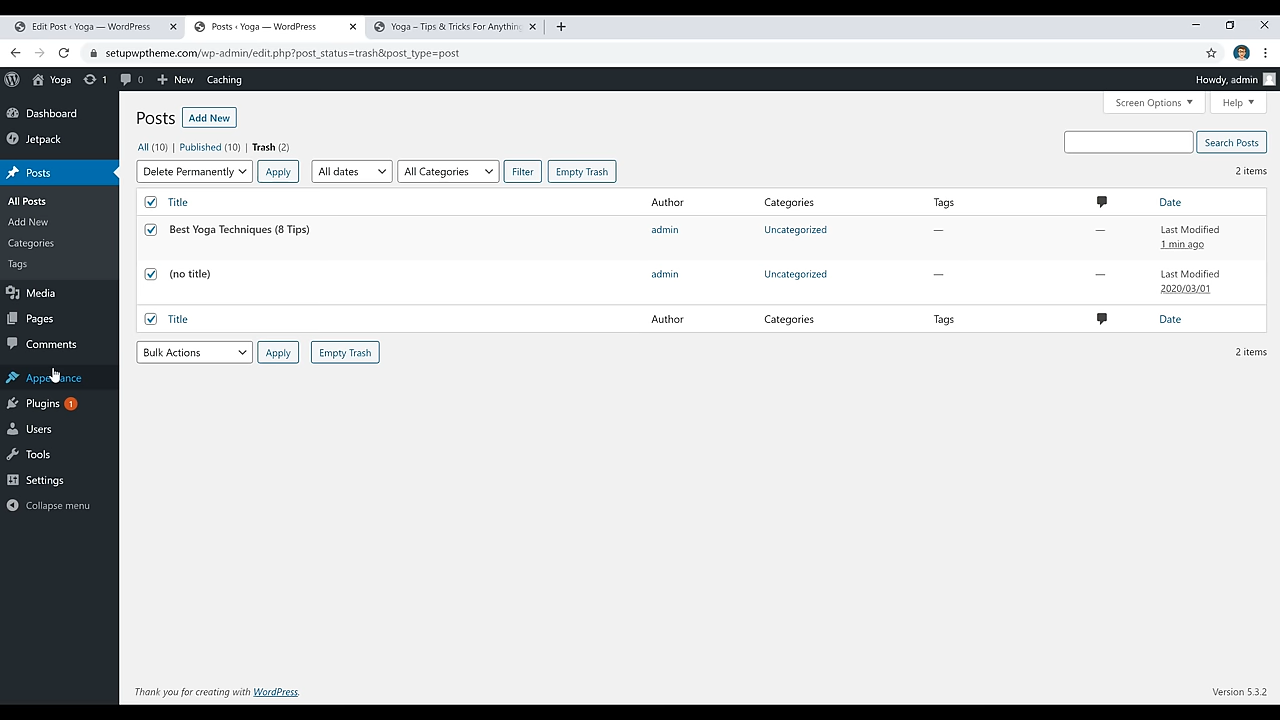 Edit Post ‹ Yoga — WordPress
Posts ‹ Yoga — WordPress
Yoga – Tips & Tricks For Anything
setupwptheme.com/wp-admin/edit.php?post_status=trash&post_type=post
Yoga 1 0 New Caching Howdy, admin
Dashboard
Jetpack
Posts
All Posts
Add New
Categories
Tags
Media
Pages
Comments
Appearance
Plugins 1
Users
Tools
Settings
Collapse menu
Screen Options Help
Posts Add New
All (10) | Published (10) | Trash (2)
Search Posts
Delete Permanently Apply All dates All Categories Filter Empty Trash 2 items
Title Author Categories Tags Date
Best Yoga Techniques (8 Tips) admin Uncategorized — — Last Modified
1 min ago
(no title) admin Uncategorized — — Last Modified
2020/03/01
Title Author Categories Tags Date
Bulk Actions Apply Empty Trash 2 items
Thank you for creating with WordPress. Version 5.3.2